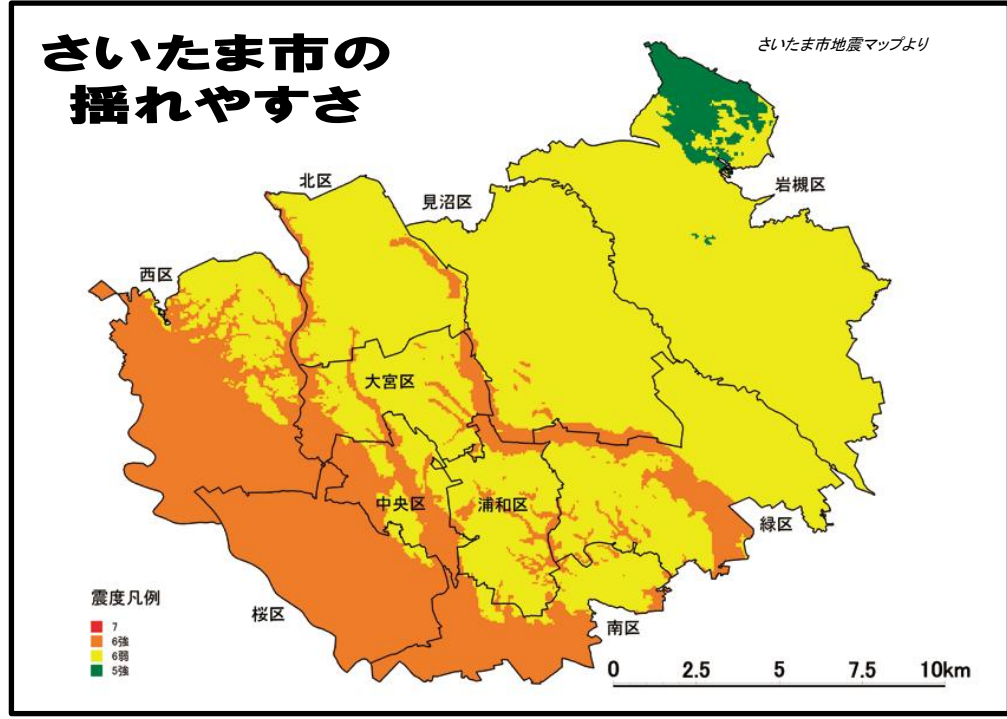 さいたま市の
揺れやすさ
さいたま市地震マップより
北区
見沼区
岩槻区
西区
大宮区
中央区
浦和区
緑区
桜区
南区
震度凡例
7
6強
6弱
5強
0 2.5 5 7.5 10km